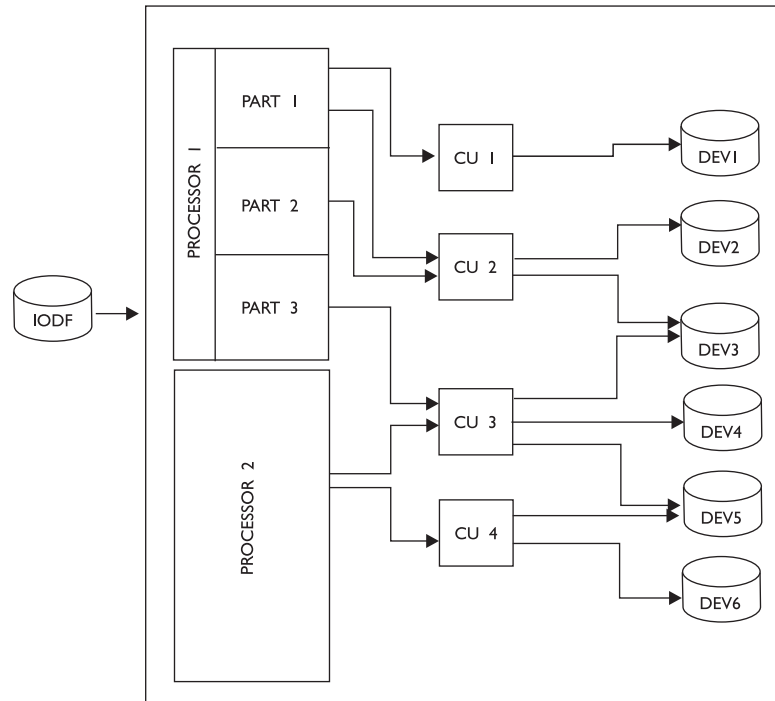 PROCESSOR 1
PART 1
PART 2
PART 3
PROCESSOR 2
IODF
CU 1
CU 2
CU 3
CU 4
DEV1
DEV2
DEV3
DEV4
DEV5
DEV6